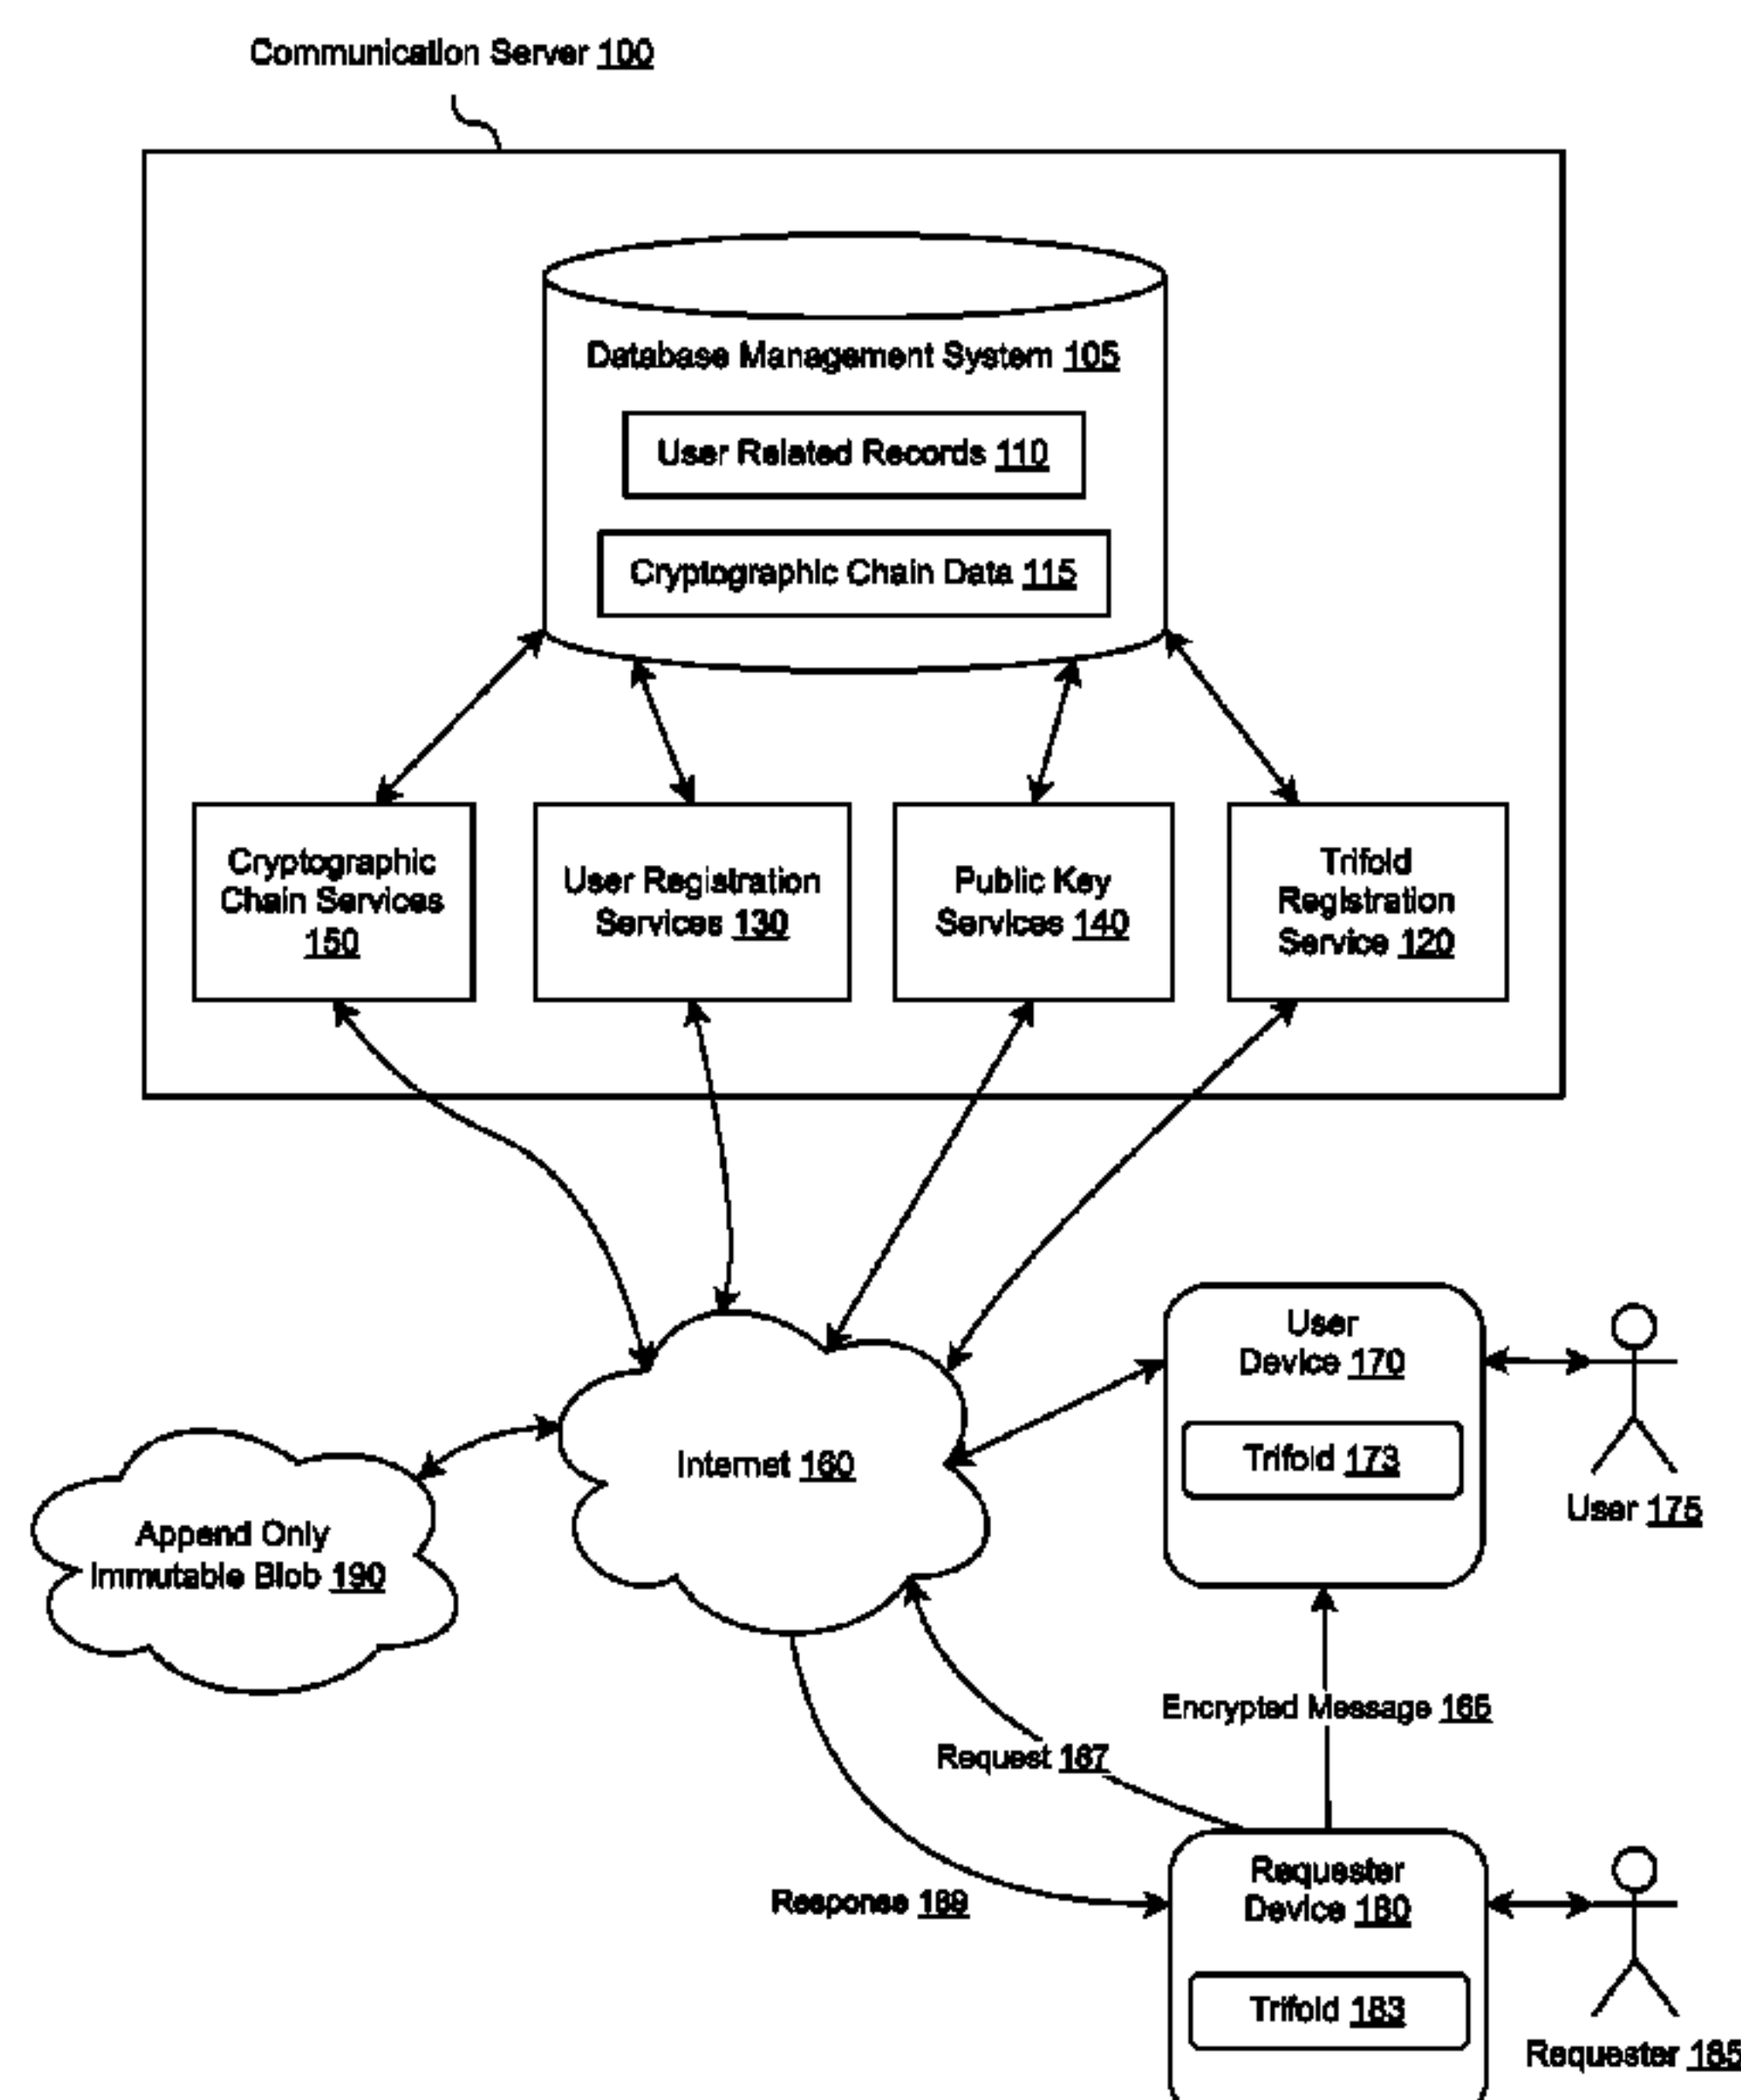 Communication Server 100
Database Management System 105
User Related Records 110
Cryptographic Chain Data 115
Cryptographic
Chain Services
150
User Registration
Services 130
Public Key
Services 140
Trifold
Registration
Service 120
User
Device 170
Trifold 173
User 175
Internet 160
Append Only
Immutable Blob 190
Encrypted Message 165
Request 167
Response 169
Requester
Device 180
Trifold 183
Requester 185